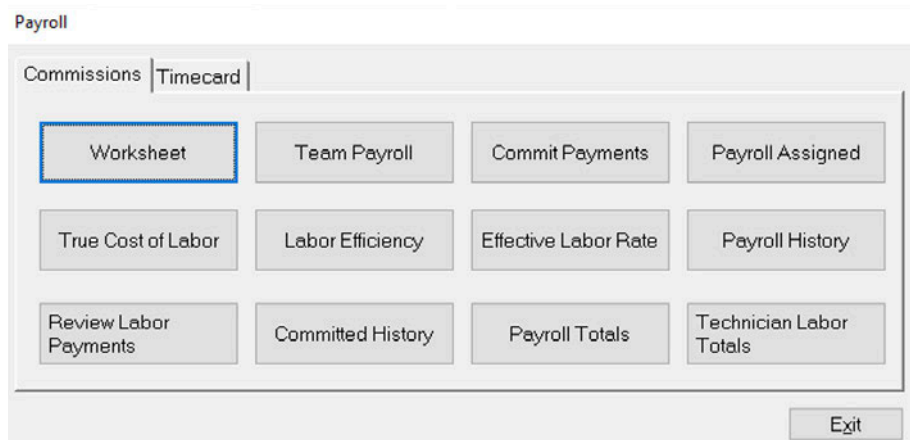 Payroll
Commissions Timecard
Worksheet Team Payroll Commit Payments Payroll Assigned
True Cost of Labor Labor Efficiency Effective Labor Rate Payroll History
Review Labor
Payments
Committed History Payroll Totals
Technician Labor
Totals
Exit